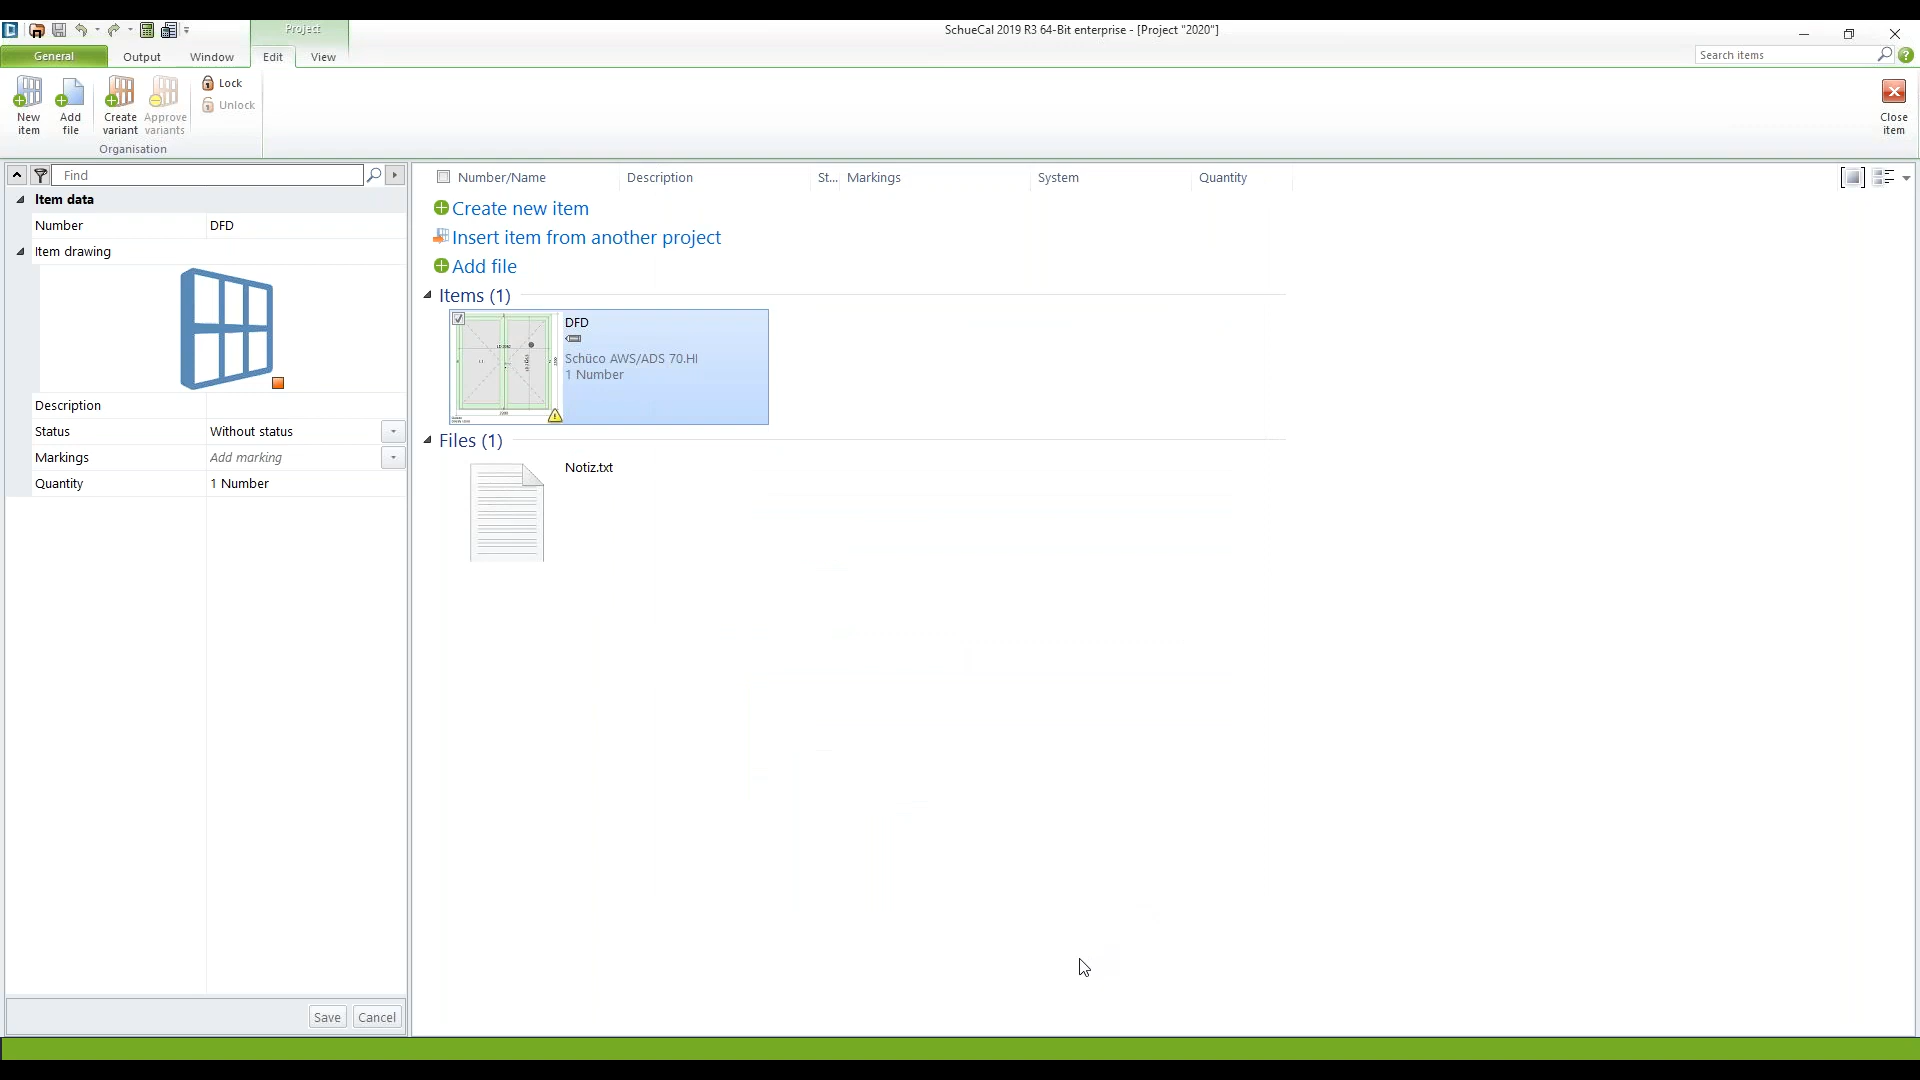 Project
SchueCal 2019 R3 64-Bit enterprise - [Project "2020"]
General
Output
Window
Edit
View
Search items
New item
Add file
Create variant
Approve variants
Lock
Unlock
Organisation
Close item
Find
Item data
Number
DFD
Item drawing
Description
Status
Without status
Markings
Add marking
Quantity
1 Number
Save
Cancel
Number/Name
Description
St...
Markings
System
Quantity
Create new item
Insert item from another project
Add file
Items (1)
DFD
Schüco AWS/ADS 70.HI
1 Number
Files (1)
Notiz.txt